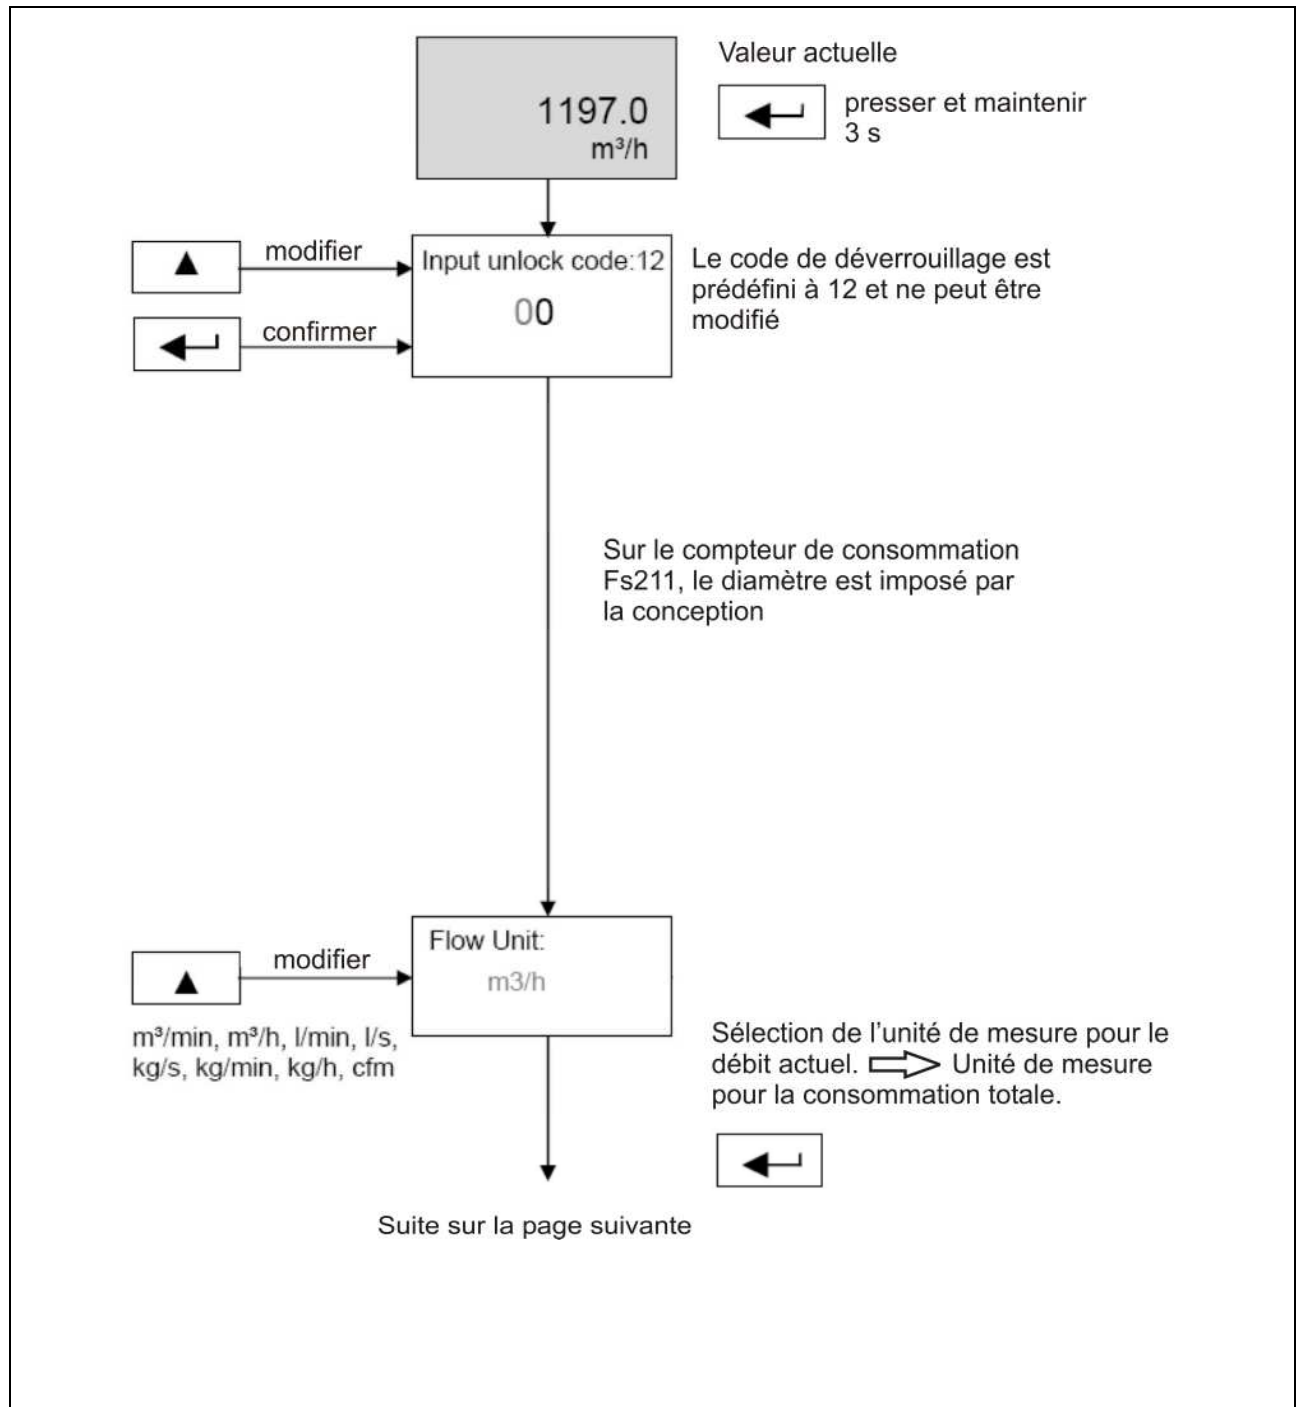 Valeur actuelle
1197.0
m³/h
presser et maintenir
3 s
modifier
confirmer
Input unlock code:12
00
Le code de déverrouillage est
prédéfini à 12 et ne peut être
modifié
Sur le compteur de consommation
Fs211, le diamètre est imposé par
la conception
modifier
Flow Unit:
m3/h
m³/min, m³/h, l/min, l/s,
kg/s, kg/min, kg/h, cfm
Sélection de l’unité de mesure pour le
débit actuel. Unité de mesure
pour la consommation totale.
Suite sur la page suivante